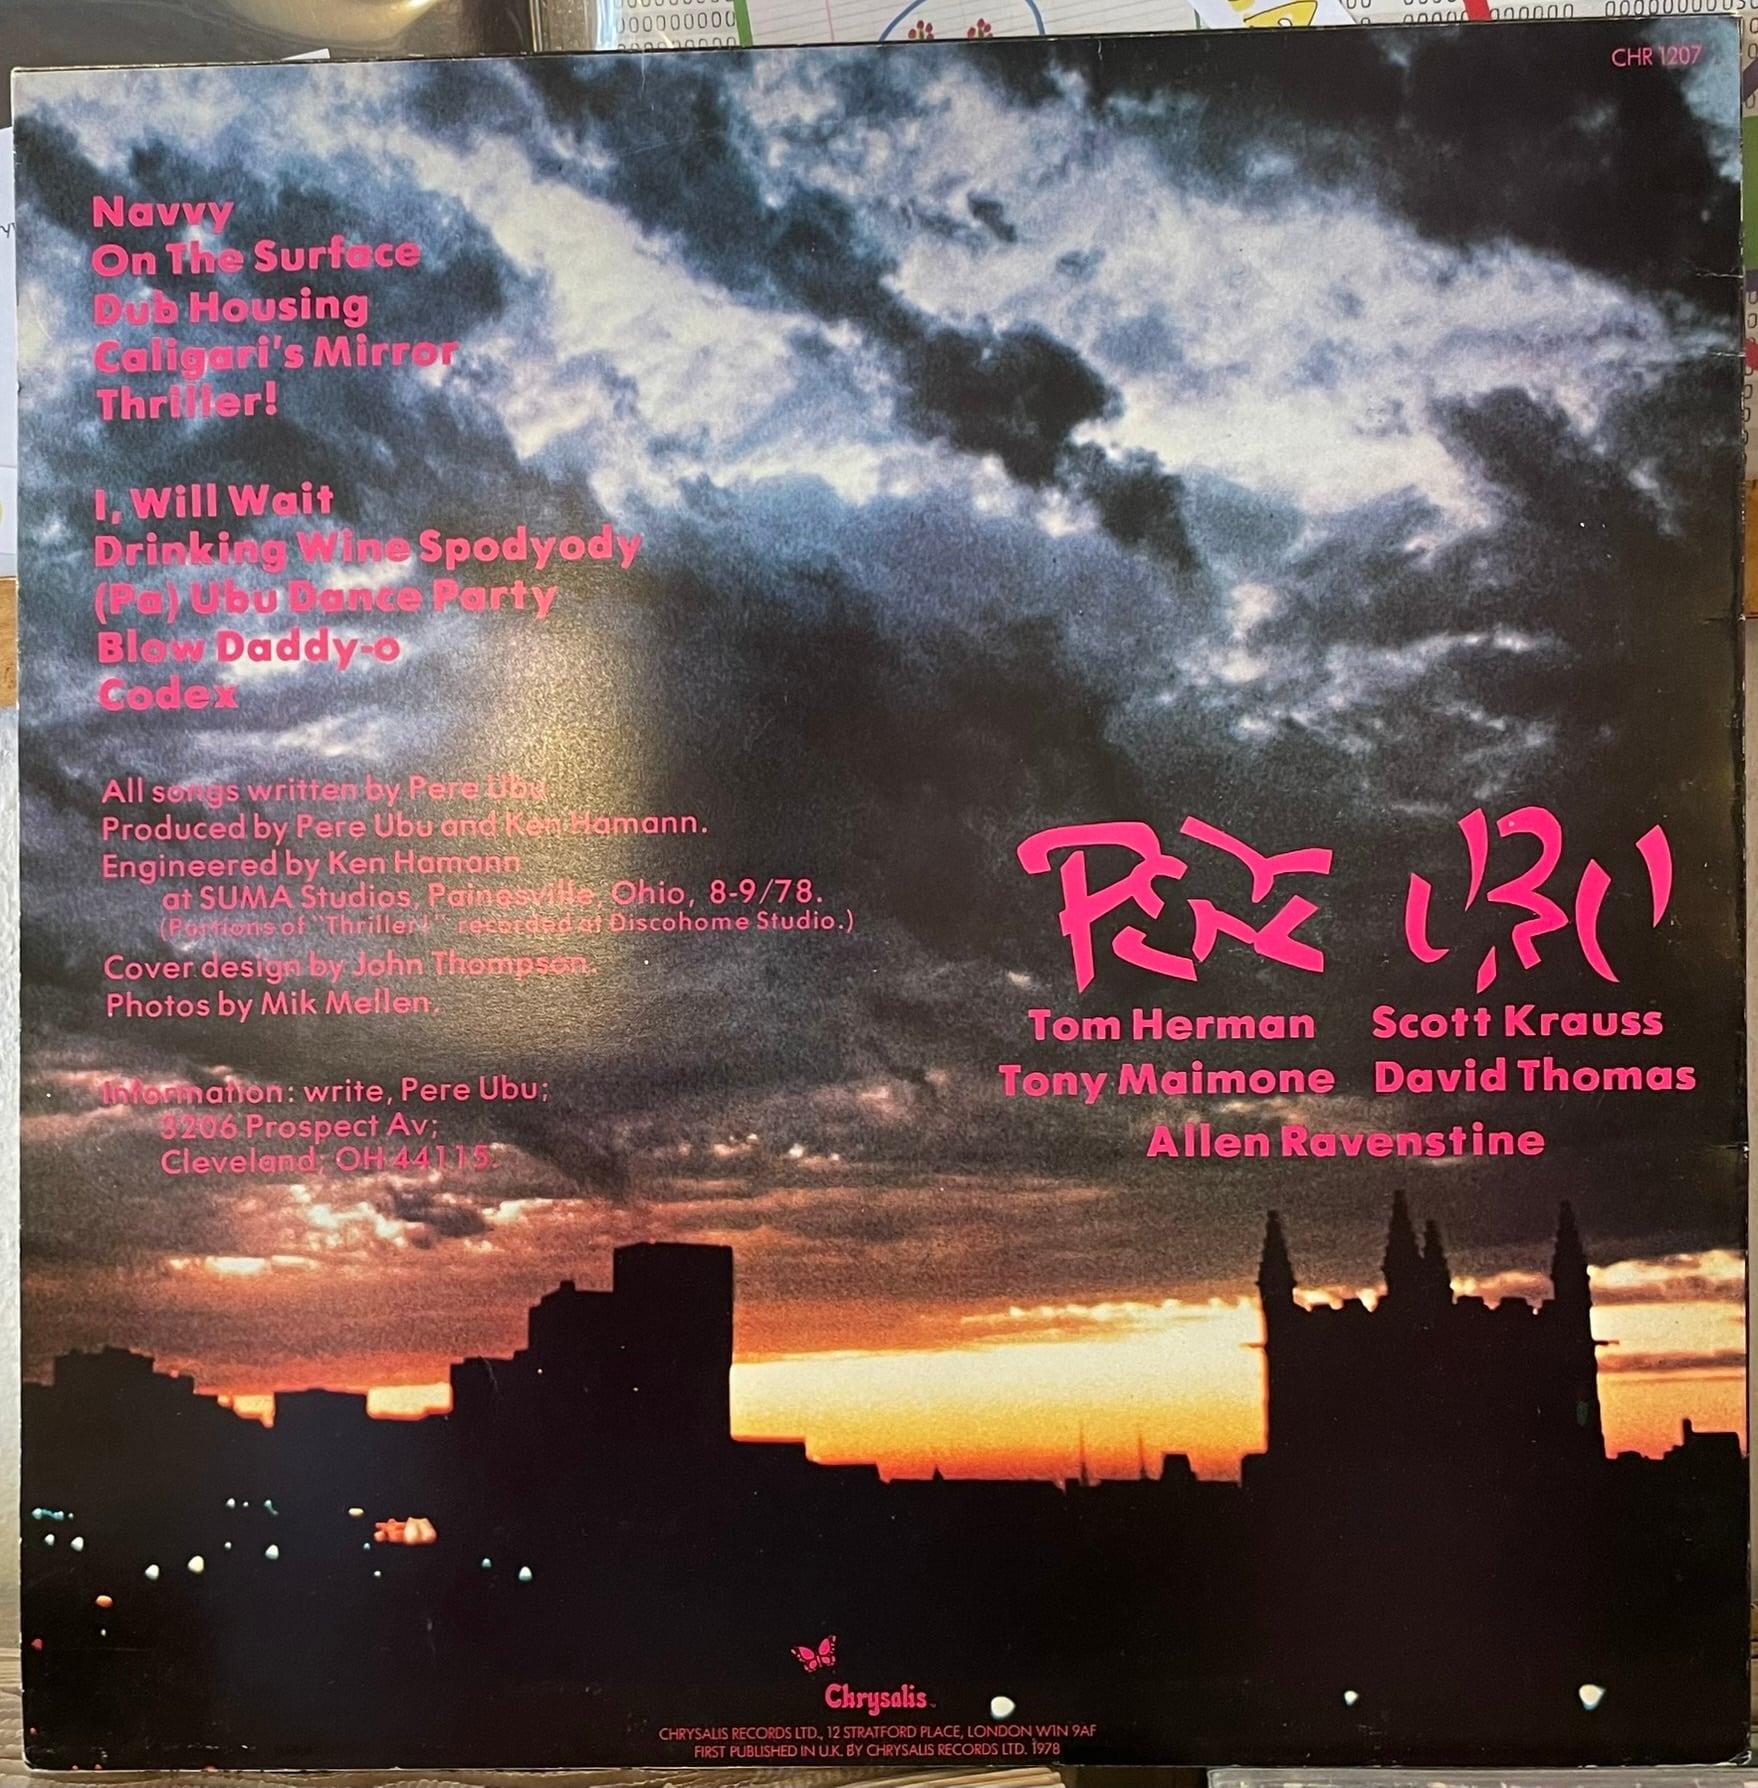 CHR 1207
Navvy
On The Surface
Dub Housing
Caligari's Mirror
Thriller!
I, Will Wait
Drinking Wine Spodyody
(Pa) Ubu Dance Party
Blow Daddy-o
Codex
All songs written by Pere Ubu
Produced by Pere Ubu and Ken Hamann.
Engineered by Ken Hamann
at SUMA Studios, Painesville, Ohio, 8-9/78.
(Portions of "Thriller!" recorded at Discohome Studio.)
Cover design by John Thompson.
Photos by Mik Mellen.
Information: write, Pere Ubu;
3206 Prospect Av;
Cleveland; OH 44115.
PERE UBU
Tom Herman Scott Krauss
Tony Maimone David Thomas
Allen Ravenstine
Chrysalis
CHRYSALIS RECORDS LTD., 12 STRATFORD PLACE, LONDON W1N 9AF
FIRST PUBLISHED IN U.K. BY CHRYSALIS RECORDS LTD. 1978